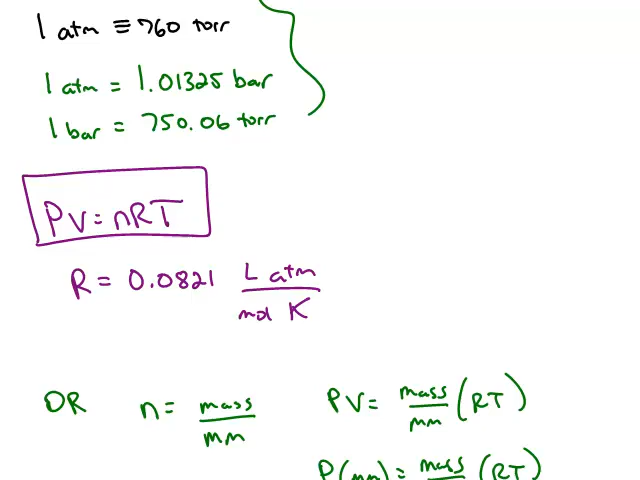 1 atm ≡ 760 torr
1 atm = 1.01325 bar
1 bar = 750.06 torr
PV = nRT
R = 0.0821 L atm / mol K
OR n = mass / mm PV = mass / mm (RT)
P(mm) = mass (RT)